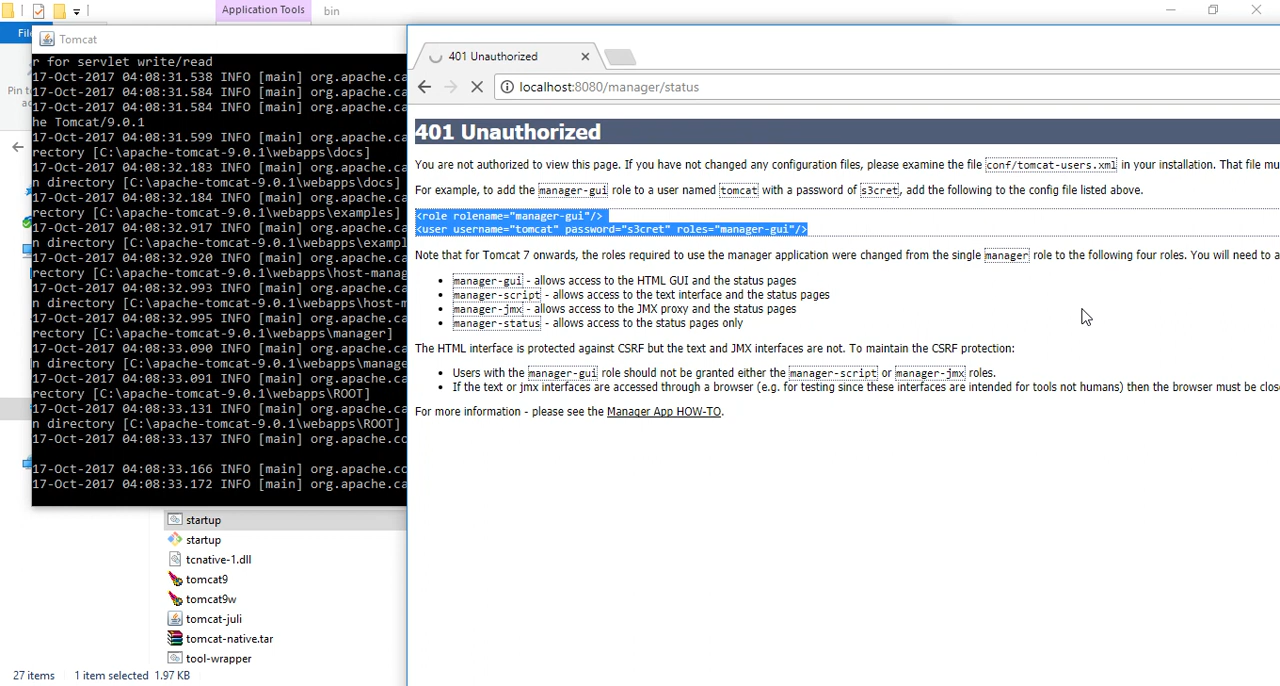 Application Tools
bin
File
Tomcat
r for servlet write/read
17-Oct-2017 04:08:31.538 INFO [main] org.apache.ca
17-Oct-2017 04:08:31.584 INFO [main] org.apache.ca
17-Oct-2017 04:08:31.584 INFO [main] org.apache.ca
he Tomcat/9.0.1
17-Oct-2017 04:08:31.599 INFO [main] org.apache.ca
rectory [C:\apache-tomcat-9.0.1\webapps\docs]
17-Oct-2017 04:08:32.183 INFO [main] org.apache.ca
n directory [C:\apache-tomcat-9.0.1\webapps\docs]
17-Oct-2017 04:08:32.184 INFO [main] org.apache.ca
rectory [C:\apache-tomcat-9.0.1\webapps\examples]
17-Oct-2017 04:08:32.917 INFO [main] org.apache.ca
n directory [C:\apache-tomcat-9.0.1\webapps\exampl
17-Oct-2017 04:08:32.920 INFO [main] org.apache.ca
rectory [C:\apache-tomcat-9.0.1\webapps\host-manag
17-Oct-2017 04:08:32.993 INFO [main] org.apache.ca
n directory [C:\apache-tomcat-9.0.1\webapps\host-m
17-Oct-2017 04:08:32.995 INFO [main] org.apache.ca
rectory [C:\apache-tomcat-9.0.1\webapps\manager]
17-Oct-2017 04:08:33.090 INFO [main] org.apache.ca
n directory [C:\apache-tomcat-9.0.1\webapps\manage
17-Oct-2017 04:08:33.091 INFO [main] org.apache.ca
rectory [C:\apache-tomcat-9.0.1\webapps\ROOT]
17-Oct-2017 04:08:33.131 INFO [main] org.apache.ca
n directory [C:\apache-tomcat-9.0.1\webapps\ROOT]
17-Oct-2017 04:08:33.137 INFO [main] org.apache.co
17-Oct-2017 04:08:33.166 INFO [main] org.apache.co
17-Oct-2017 04:08:33.172 INFO [main] org.apache.ca
startup
startup
tcnative-1.dll
tomcat9
tomcat9w
tomcat-juli
tomcat-native.tar
tool-wrapper
27 items 1 item selected 1.97 KB
401 Unauthorized
localhost:8080/manager/status
401 Unauthorized
You are not authorized to view this page. If you have not changed any configuration files, please examine the file conf/tomcat-users.xml in your installation. That file mu
For example, to add the manager-gui role to a user named tomcat with a password of s3cret, add the following to the config file listed above.
<role rolename="manager-gui"/>
<user username="tomcat" password="s3cret" roles="manager-gui"/>
Note that for Tomcat 7 onwards, the roles required to use the manager application were changed from the single manager role to the following four roles. You will need to a
• manager-gui - allows access to the HTML GUI and the status pages
• manager-script - allows access to the text interface and the status pages
• manager-jmx - allows access to the JMX proxy and the status pages
• manager-status - allows access to the status pages only
The HTML interface is protected against CSRF but the text and JMX interfaces are not. To maintain the CSRF protection:
• Users with the manager-gui role should not be granted either the manager-script or manager-jmx roles.
• If the text or jmx interfaces are accessed through a browser (e.g. for testing since these interfaces are intended for tools not humans) then the browser must be close
For more information - please see the Manager App HOW-TO.